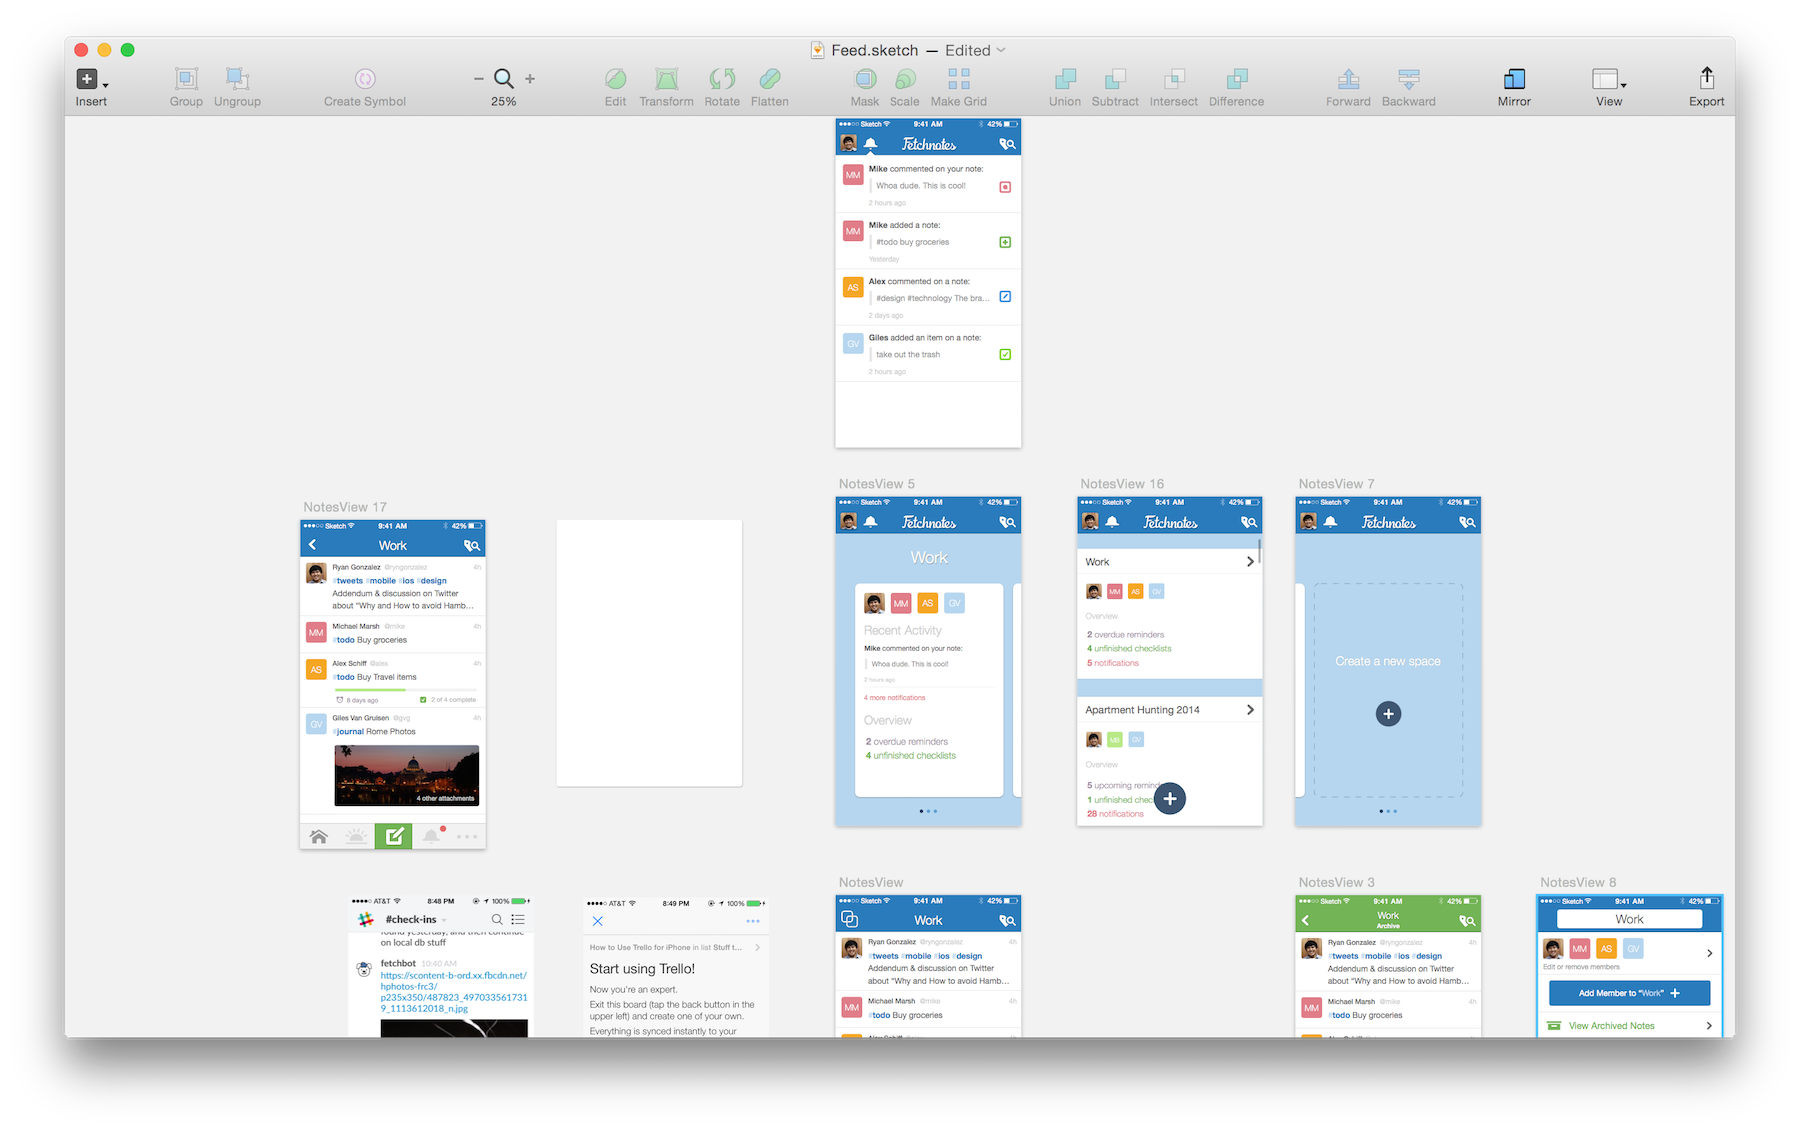 Feed.sketch — Edited
Insert
Group
Ungroup
Create Symbol
25%
Edit
Transform
Rotate
Flatten
Mask
Scale
Make Grid
Union
Subtract
Intersect
Difference
Forward
Backward
Mirror
View
Export
Sketch 9:41 AM 42%
Fetchnotes
MM
Mike commented on your note:
Whoa dude. This is cool!
2 hours ago
MM
Mike added a note:
#todo buy groceries
Yesterday
AS
Alex commented on a note:
#design #technology The bra...
2 days ago
GV
Giles added an item on a note:
take out the trash
2 hours ago
NotesView 17
Sketch 9:41 AM 42%
Work
Ryan Gonzalez @ryngonzalez 4h
#tweets #mobile #ios #design
Addendum & discussion on Twitter
about "Why and How to avoid Hamb...
MM
Michael Marsh @mike 4h
#todo Buy groceries
AS
Alex Schiff @alex 4h
#todo Buy Travel items
8 days ago 2 of 4 complete
GV
Giles Van Gruisen @gvg 4h
#journal Rome Photos
4 other attachments
NotesView 5
Sketch 9:41 AM 42%
Fetchnotes
Work
MM AS GV
Recent Activity
Mike commented on your note:
Whoa dude. This is cool!
2 hours ago
4 more notifications
Overview
2 overdue reminders
4 unfinished checklists
NotesView 16
Sketch 9:41 AM 42%
Fetchnotes
Work
MM AS GV
Overview
2 overdue reminders
4 unfinished checklists
5 notifications
Apartment Hunting 2014
MB GV
Overview
5 upcoming remind
1 unfinished chec
28 notifications
NotesView 7
Sketch 9:41 AM 42%
Fetchnotes
Create a new space
AT&T 8:48 PM 100%
#check-ins
found yesterday, and then continue
on local db stuff
fetchbot 10:40 AM
https://scontent-b-ord.xx.fbcdn.net/
hphotos-frc3/
p235x350/487823_497033561731
9_1113612018_n.jpg
AT&T 8:49 PM 100%
How to Use Trello for iPhone in list Stuff t...
Start using Trello!
Now you're an expert.
Exit this board (tap the back button in the
upper left) and create one of your own.
Everything is synced instantly to your
NotesView
Sketch 9:41 AM 42%
Work
Ryan Gonzalez @ryngonzalez 4h
#tweets #mobile #ios #design
Addendum & discussion on Twitter
about "Why and How to avoid Hamb...
MM
Michael Marsh @mike 4h
#todo Buy groceries
Alex Schiff
NotesView 3
Sketch 9:41 AM 42%
Work
Archive
Ryan Gonzalez @ryngonzalez 4h
#tweets #mobile #ios #design
Addendum & discussion on Twitter
about "Why and How to avoid Hamb...
MM
Michael Marsh @mike 4h
#todo Buy groceries
NotesView 8
Sketch 9:41 AM 42%
Work
MM AS GV
Edit or remove members
Add Member to "Work"
View Archived Notes